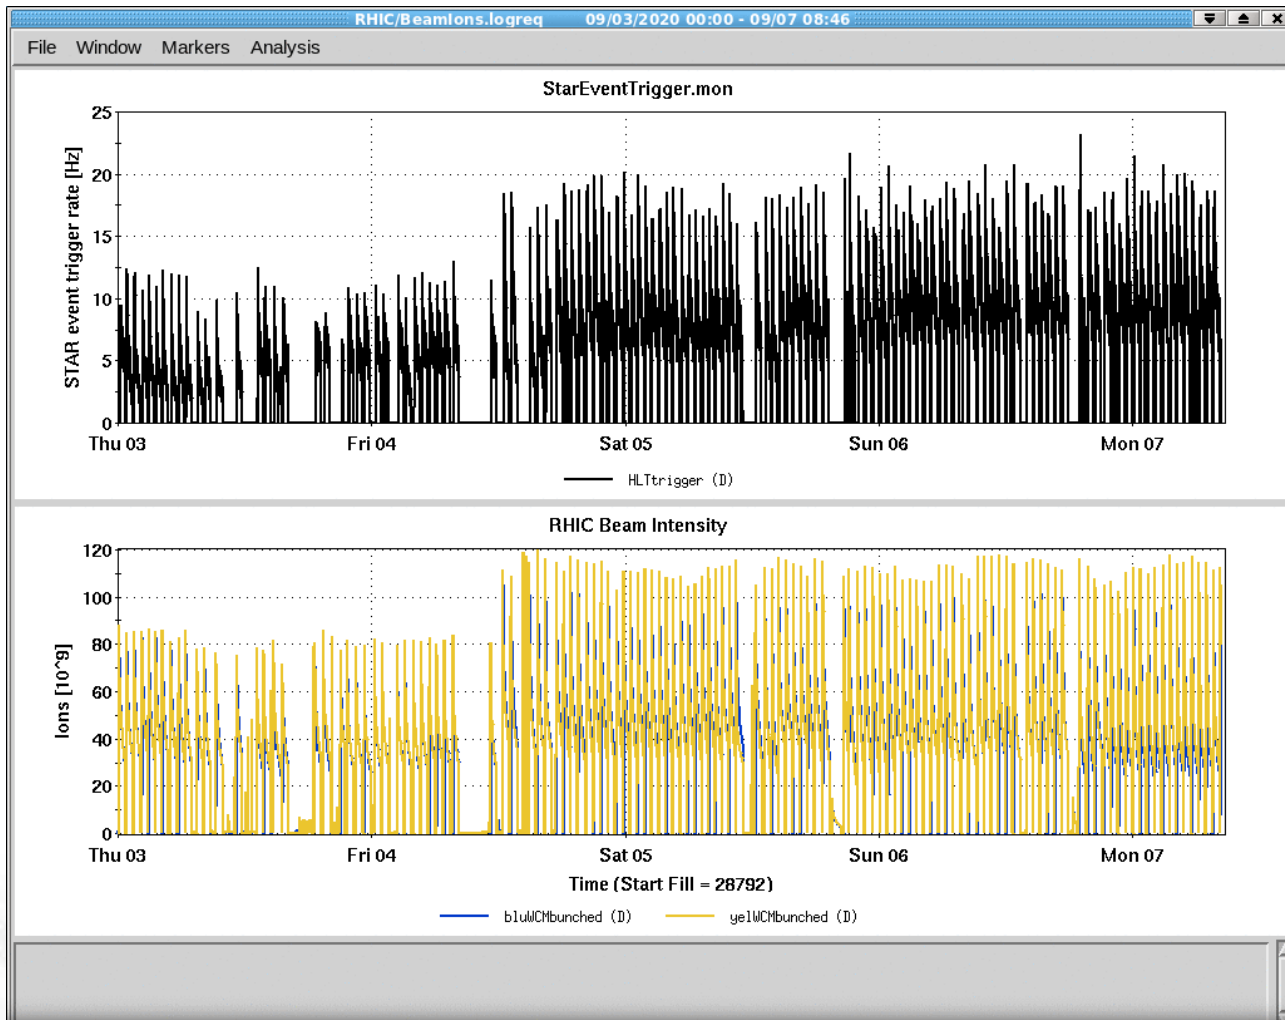 RHIC/BeamIons.logreq 09/03/2020 00:00 - 09/07 08:46
File Window Markers Analysis
StarEventTrigger.mon
STAR event trigger rate [Hz]
25
20
15
10
5
0
Thu 03 Fri 04 Sat 05 Sun 06 Mon 07
HLTtrigger (D)
RHIC Beam Intensity
Ions [10^9]
120
100
80
60
40
20
0
Thu 03 Fri 04 Sat 05 Sun 06 Mon 07
Time (Start Fill = 28792)
bluWCMbunched (D) yelWCMbunched (D)